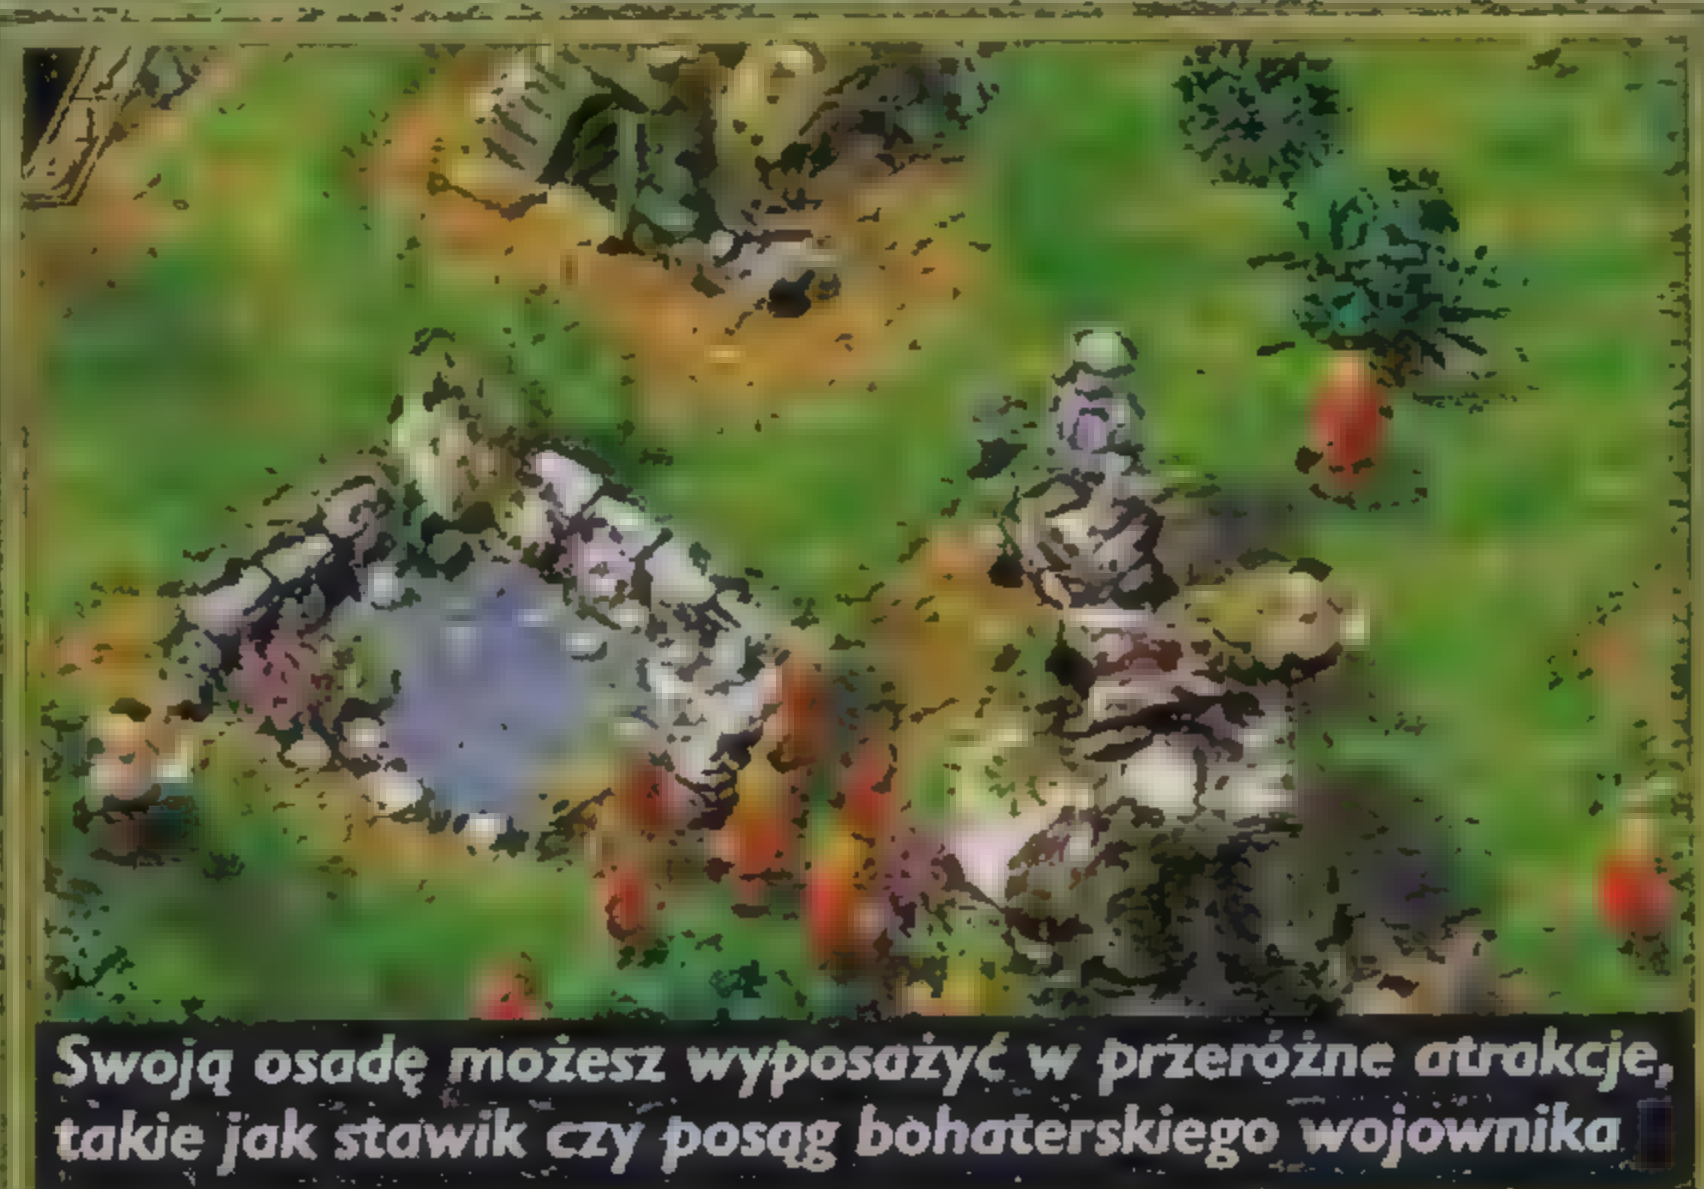 Swoją osadę możesz wyposażyć w przeróżne atrakcje,
takie jak stawik czy posąg bohaterskiego wojownika